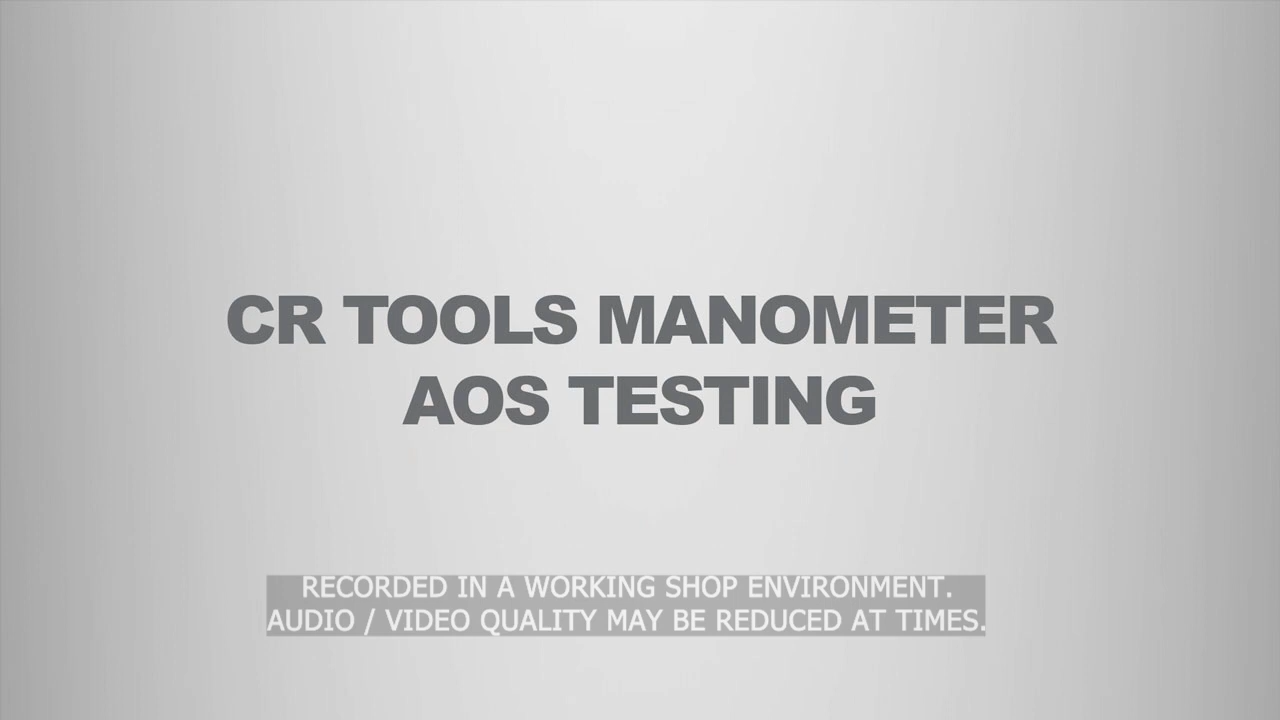 CR TOOLS MANOMETER
AOS TESTING
RECORDED IN A WORKING SHOP ENVIRONMENT.
AUDIO / VIDEO QUALITY MAY BE REDUCED AT TIMES.